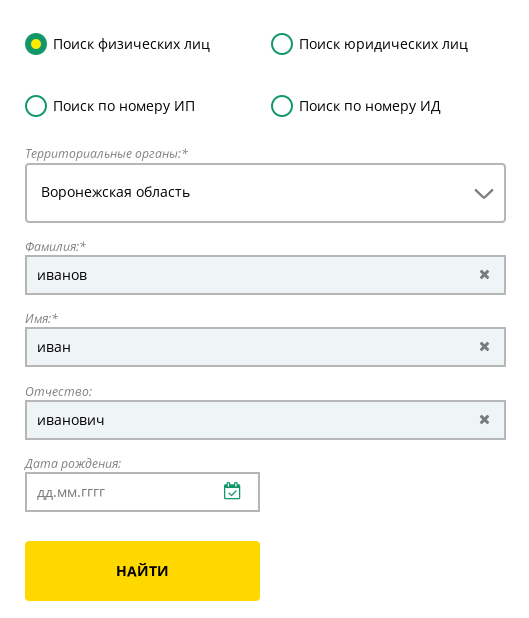 Поиск физических лиц
Поиск юридических лиц
Поиск по номеру ИП
Поиск по номеру ИД
Территориальные органы:*
Воронежская область
Фамилия:*
иванов
Имя:*
иван
Отчество:
иванович
Дата рождения:
дд.мм.гггг
НАЙТИ